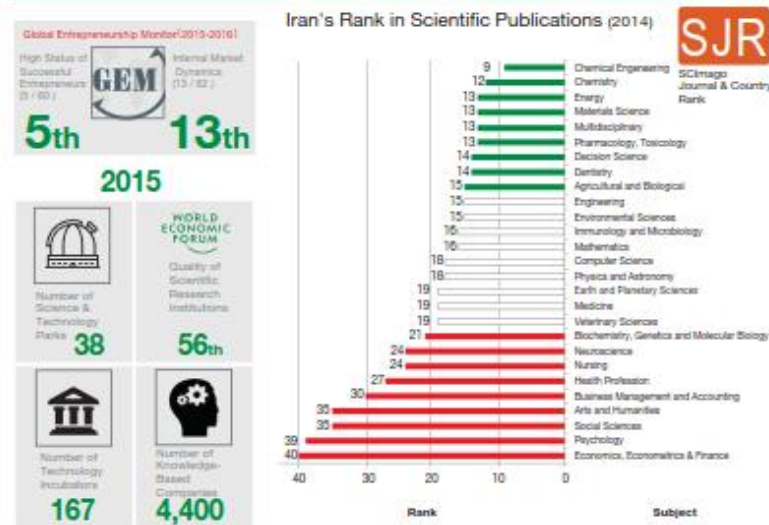 Global Entrepreneurship Monitor(2015-2016)
High Status of
Successful
Entrepreneurs
(5 / 60 )
GEM
Internal Market
Dynamics
(13 / 62 )
5th
13th
2015
Number of
Science &
Technology
Parks
38
WORLD
ECONOMIC
FORUM
Quality of
Scientific
Research
Institutions
56th
Number of
Technology
Incubators
167
Number of
Knowledge-
Based
Companies
4,400
Iran's Rank in Scientific Publications (2014)
SJR
SCImago
Journal & Country
Rank
9 Chemical Engeneering
12 Chemistry
13 Energy
13 Materials Science
13 Multidisciplinary
13 Pharmacology, Toxicology
14 Decision Science
14 Dentistry
15 Agricultural and Biological
15 Engineering
15 Environmental Sciences
16 Immunology and Microbiology
16 Mathematics
18 Computer Science
18 Physics and Astronomy
19 Earth and Planetary Sciences
19 Medicine
19 Veterinary Sciences
21 Biochemistry, Genetics and Molecular Biology
24 Neuroscience
24 Nursing
27 Health Profession
30 Business Management and Accounting
35 Arts and Humanities
35 Social Sciences
39 Psychology
40 Economics, Econometrics & Finance
40 30 20 10 0
Rank Subject